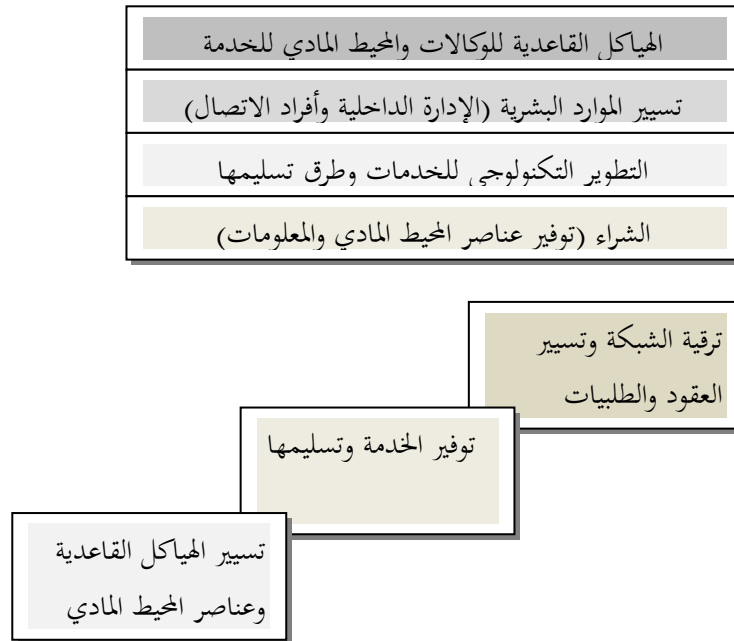 الهياكل القاعدية للوكالات والمحيط المادي للخدمة
تسيير الموارد البشرية (الإدارة الداخلية وأفراد الاتصال)
التطوير التكنولوجي للخدمات وطرق تسليمها
الشراء (توفير عناصر المحيط المادي والمعلومات)
ترقية الشبكة وتسيير
العقود والطلبيات
توفير الخدمة وتسليمها
تسيير الهياكل القاعدية
وعناصر المحيط المادي